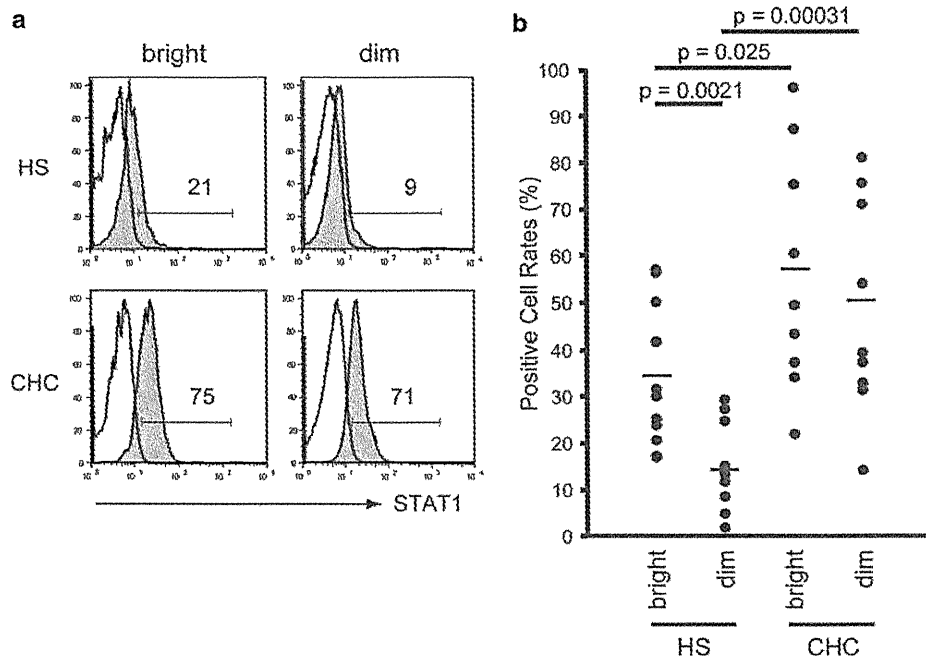 a
bright
dim
HS
21
9
CHC
75
71
STAT1
b
p = 0.00031
p = 0.025
p = 0.0021
Positive Cell Rates (%)
100
90
80
70
60
50
40
30
20
10
0
bright
dim
bright
dim
HS
CHC